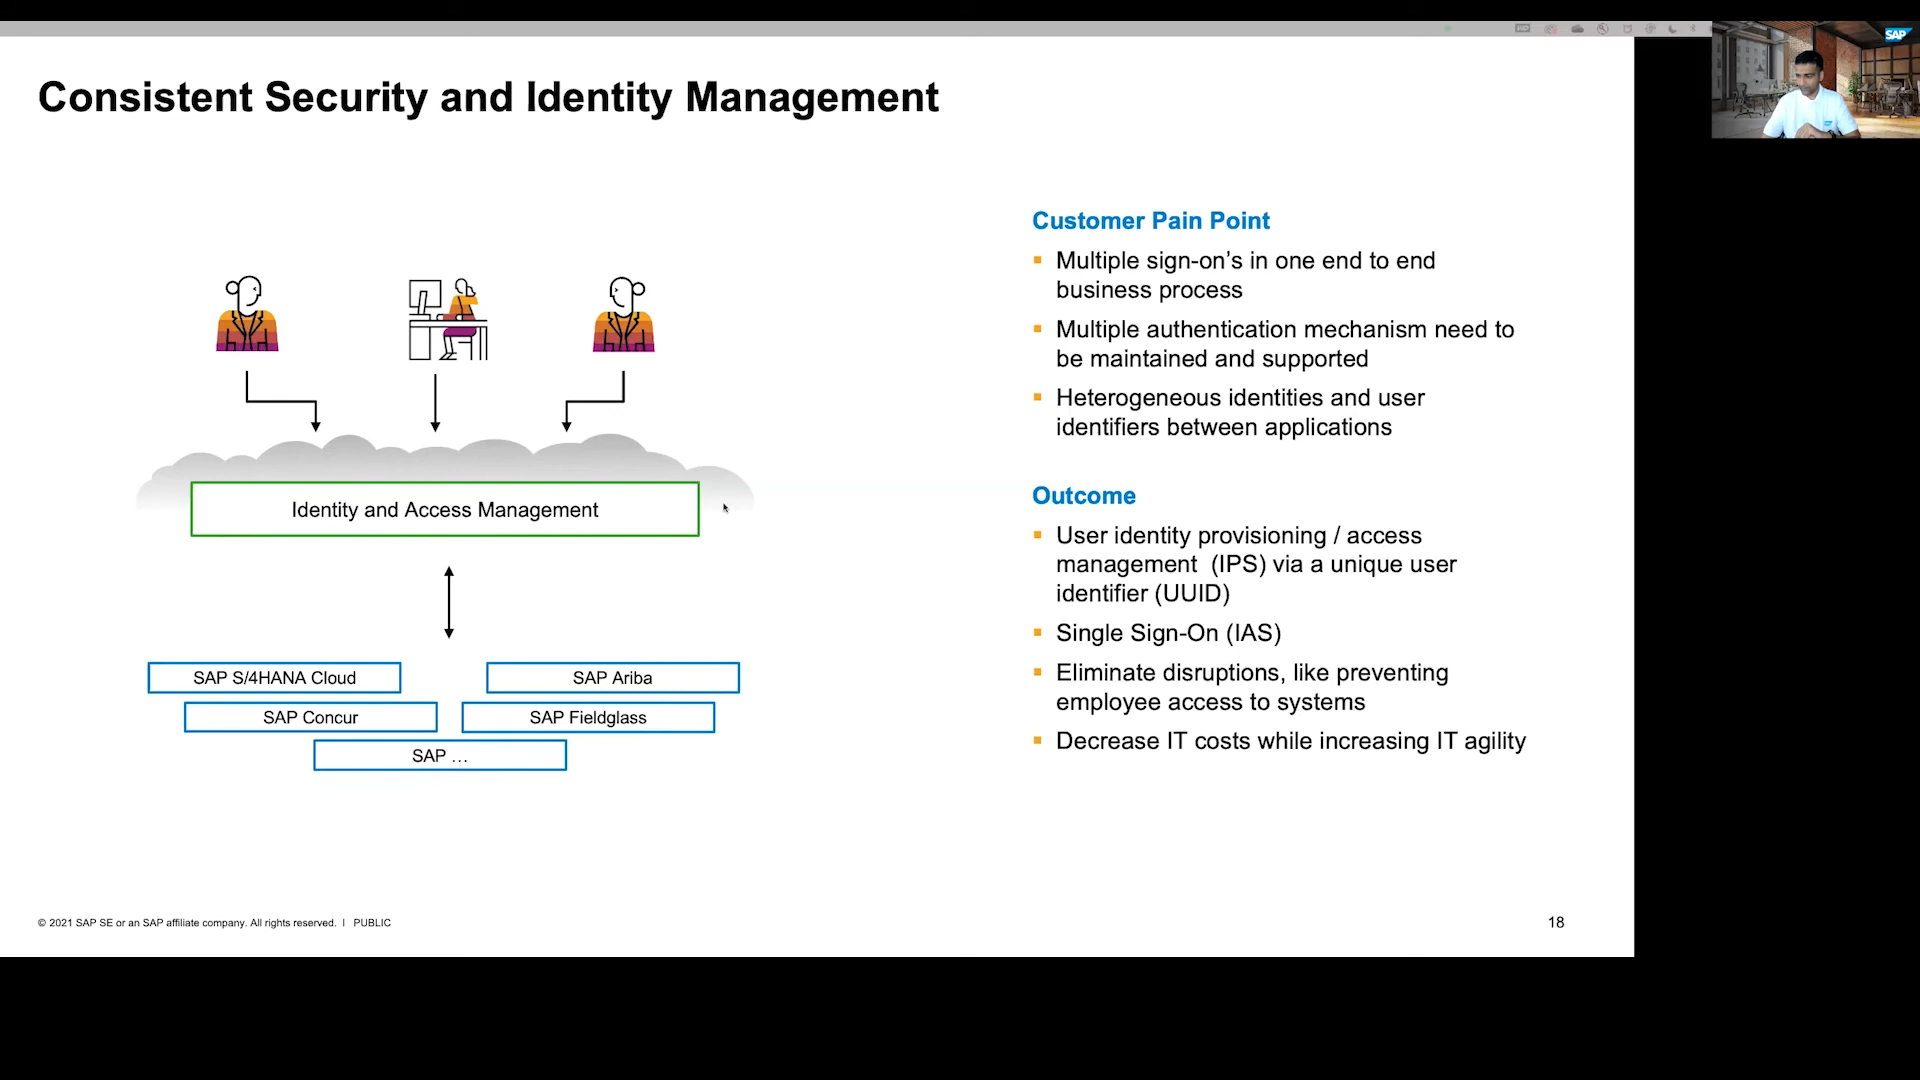 SAP
Consistent Security and Identity Management
Identity and Access Management
SAP S/4HANA Cloud
SAP Ariba
SAP Concur
SAP Fieldglass
SAP …
Customer Pain Point
Multiple sign-on’s in one end to end
business process
Multiple authentication mechanism need to
be maintained and supported
Heterogeneous identities and user
identifiers between applications
Outcome
User identity provisioning / access
management (IPS) via a unique user
identifier (UUID)
Single Sign-On (IAS)
Eliminate disruptions, like preventing
employee access to systems
Decrease IT costs while increasing IT agility
© 2021 SAP SE or an SAP affiliate company. All rights reserved. | PUBLIC
18